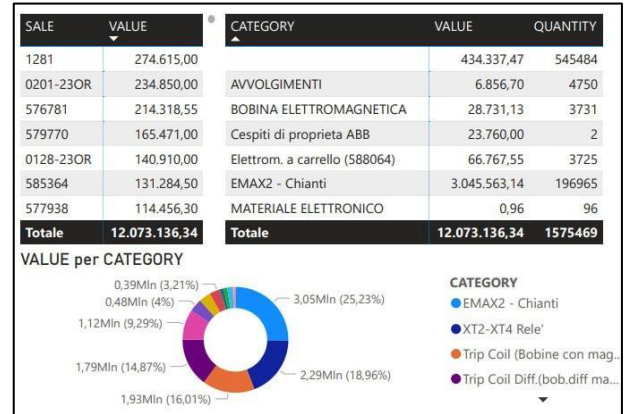 SALE VALUE
1281 274.615,00
0201-23OR 234.850,00
576781 214.318,55
579770 165.471,00
0128-23OR 140.910,00
585364 131.284,50
577938 114.456,30
Totale 12.073.136,34
CATEGORY VALUE QUANTITY
434.337,47 545484
AVVOLGIMENTI 6.856,70 4750
BOBINA ELETTROMAGNETICA 28.731,13 3731
Cespiti di proprieta ABB 23.760,00 2
Elettrom. a carrello (588064) 66.767,55 3725
EMAX2 - Chianti 3.045.563,14 196965
MATERIALE ELETTRONICO 0,96 96
Totale 12.073.136,34 1575469
VALUE per CATEGORY
0,39Mln (3,21%)
0,48Mln (4%)
1,12Mln (9,29%)
1,79Mln (14,87%)
1,93Mln (16,01%)
3,05Mln (25,23%)
2,29Mln (18,96%)
CATEGORY
EMAX2 - Chianti
XT2-XT4 Rele'
Trip Coil (Bobine con mag...
Trip Coil Diff.(bob.diff ma...